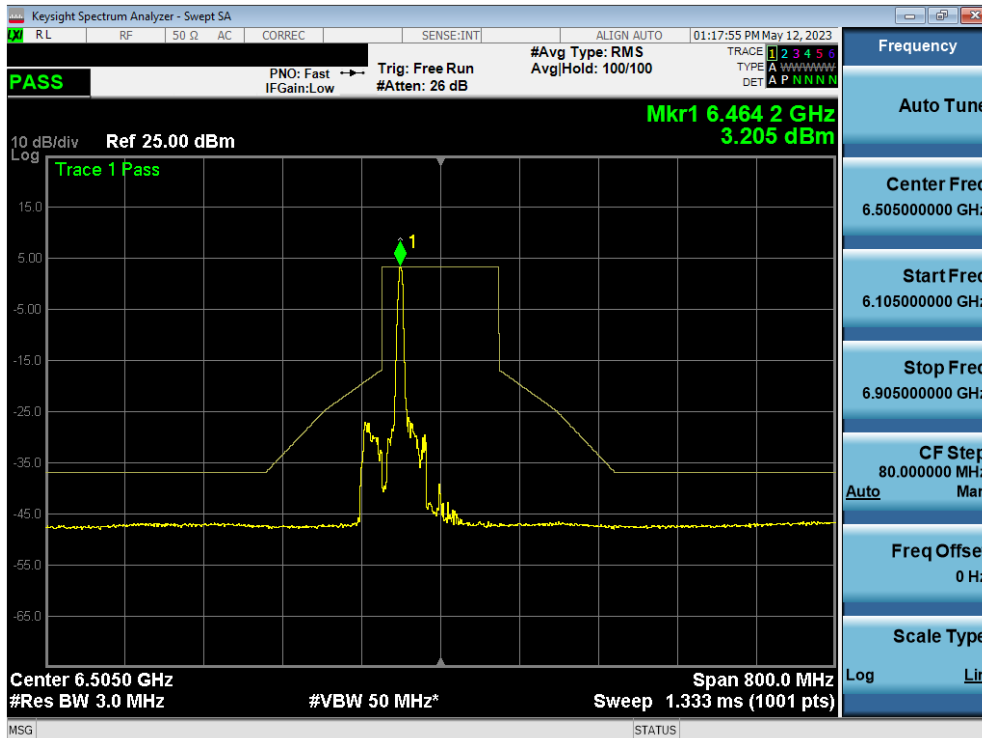 Keysight Spectrum Analyzer - Swept SA
LXI RL RF 50 Ω AC CORREC SENSE:INT ALIGN AUTO 01:17:55 PM May 12, 2023
PASS
PNO: Fast
IFGain:Low
Trig: Free Run
#Atten: 26 dB
#Avg Type: RMS
Avg|Hold: 100/100
TRACE 1 2 3 4 5 6
TYPE A WWWWW
DET A P N N N N
Mkr1 6.464 2 GHz
3.205 dBm
10 dB/div Ref 25.00 dBm
Log
Trace 1 Pass
1
15.0
5.00
-5.00
-15.0
-25.0
-35.0
-45.0
-55.0
-65.0
Center 6.5050 GHz Span 800.0 MHz
#Res BW 3.0 MHz #VBW 50 MHz* Sweep 1.333 ms (1001 pts)
MSG STATUS
Frequency
Auto Tune
Center Freq
6.505000000 GHz
Start Freq
6.105000000 GHz
Stop Freq
6.905000000 GHz
CF Step
80.000000 MHz
Auto Man
Freq Offset
0 Hz
Scale Type
Log Lin